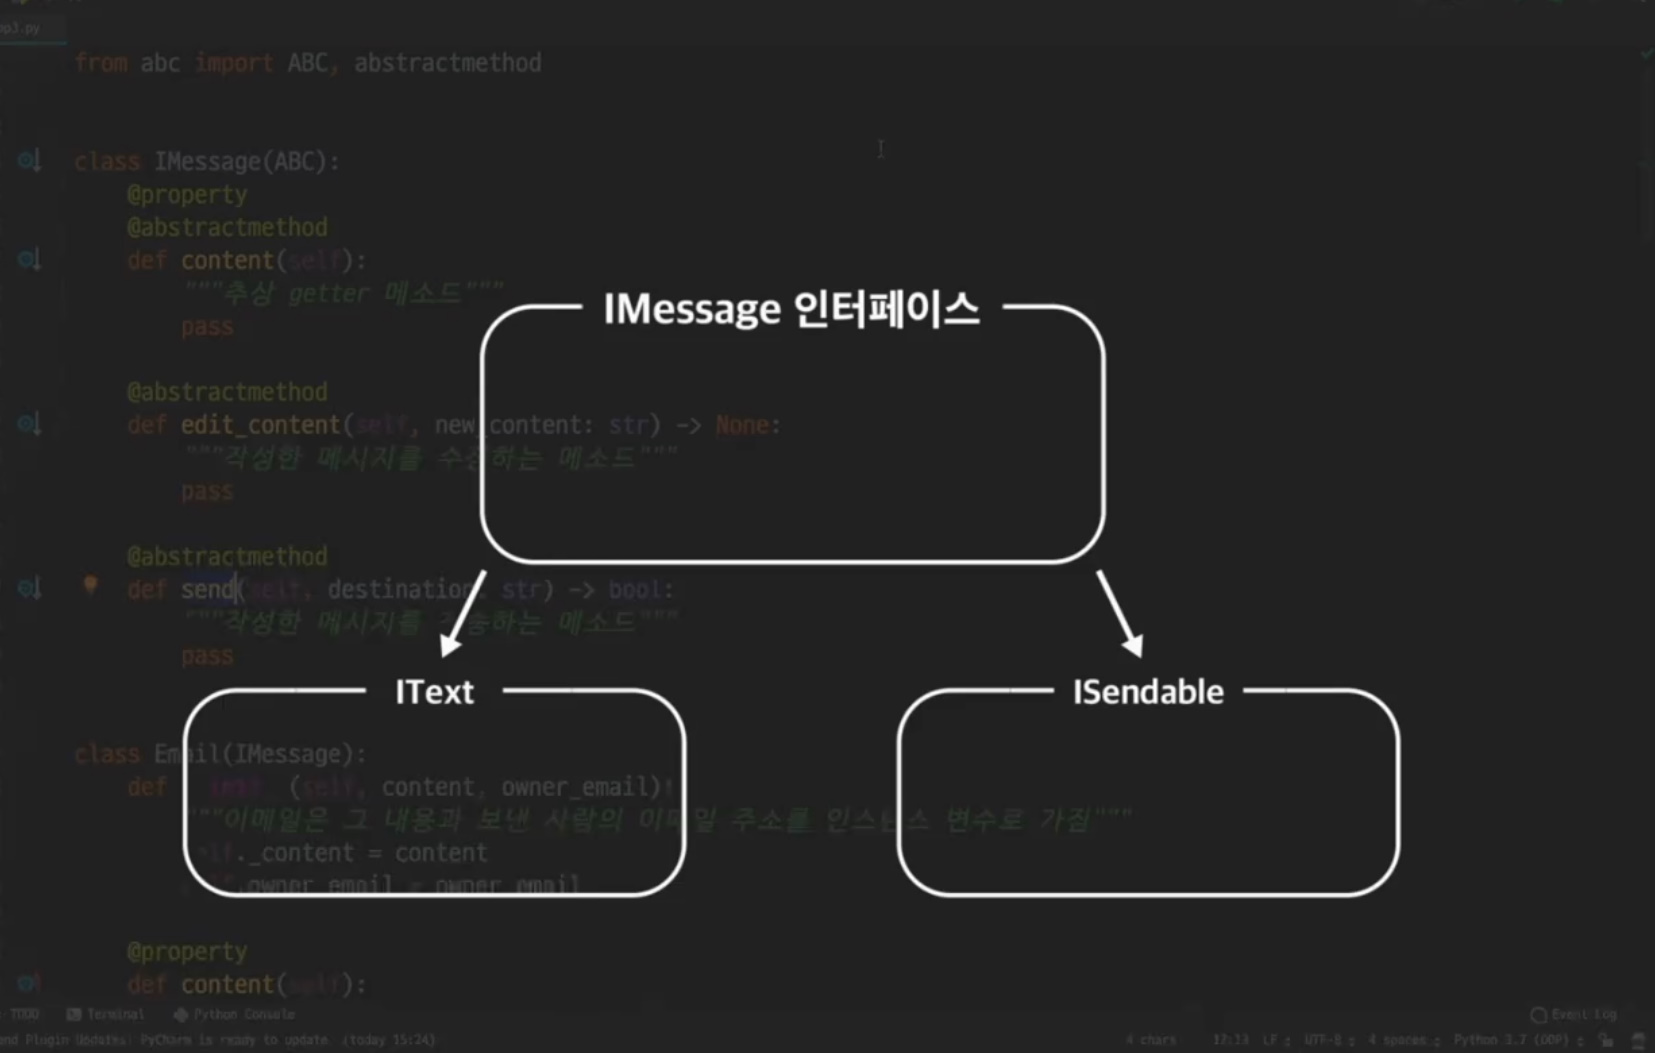 from abc import ABC, abstractmethod
class IMessage(ABC):
@property
@abstractmethod
def content(self):
"""추상 getter 메소드"""
pass
IMessage 인터페이스
@abstractmethod
def edit_content(self, new_content: str) -> None:
"""작성한 메시지를 수정하는 메소드"""
pass
@abstractmethod
def send(self, destination: str) -> bool:
"""작성한 메시지를 전송하는 메소드"""
pass
IText
ISendable
class Email(IMessage):
def __init__(self, content, owner_email):
"""이메일은 그 내용과 보낸 사람의 이메일 주소를 인스턴스 변수로 가짐"""
self._content = content
self.owner_email = owner_email
@property
def content(self):
TODO Terminal Python Console Event Log
PyCharm is ready to update. (today 15:24) 4 chars 17:13 LF UTF-8 4 spaces Python 3.7 (OOP)